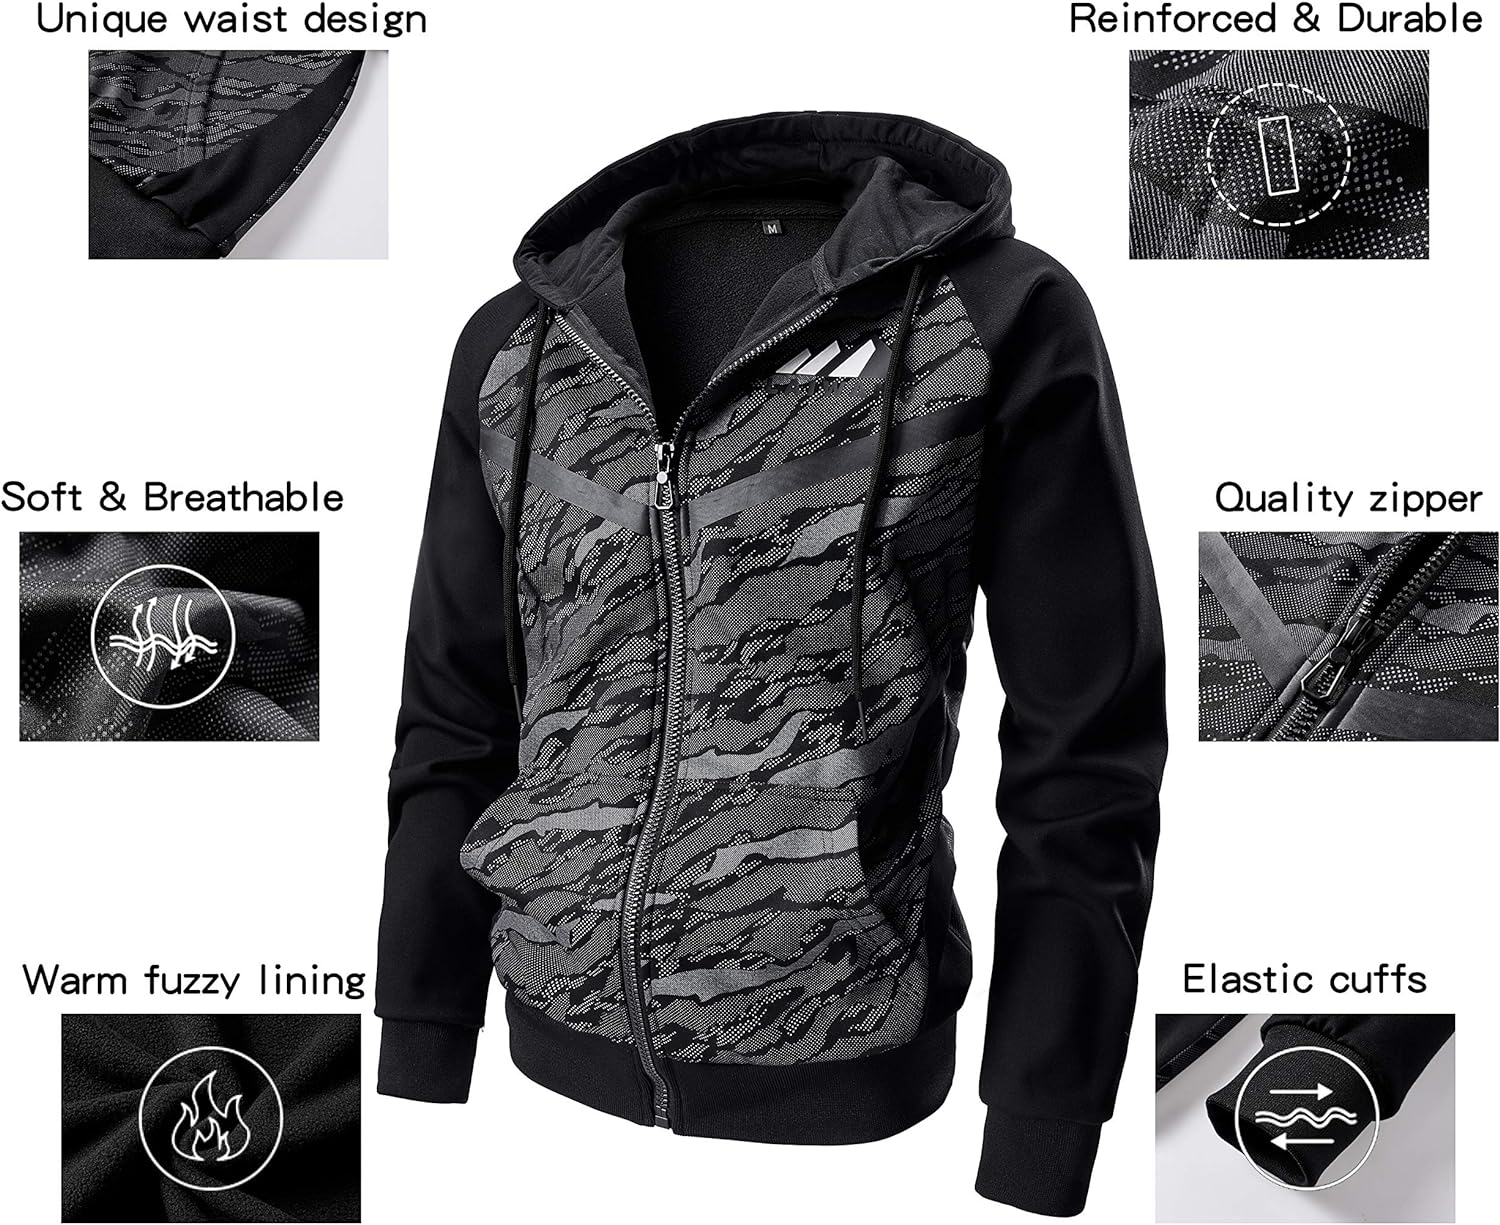 Unique waist design
Reinforced & Durable
M
Soft & Breathable
Quality zipper
Warm fuzzy lining
Elastic cuffs